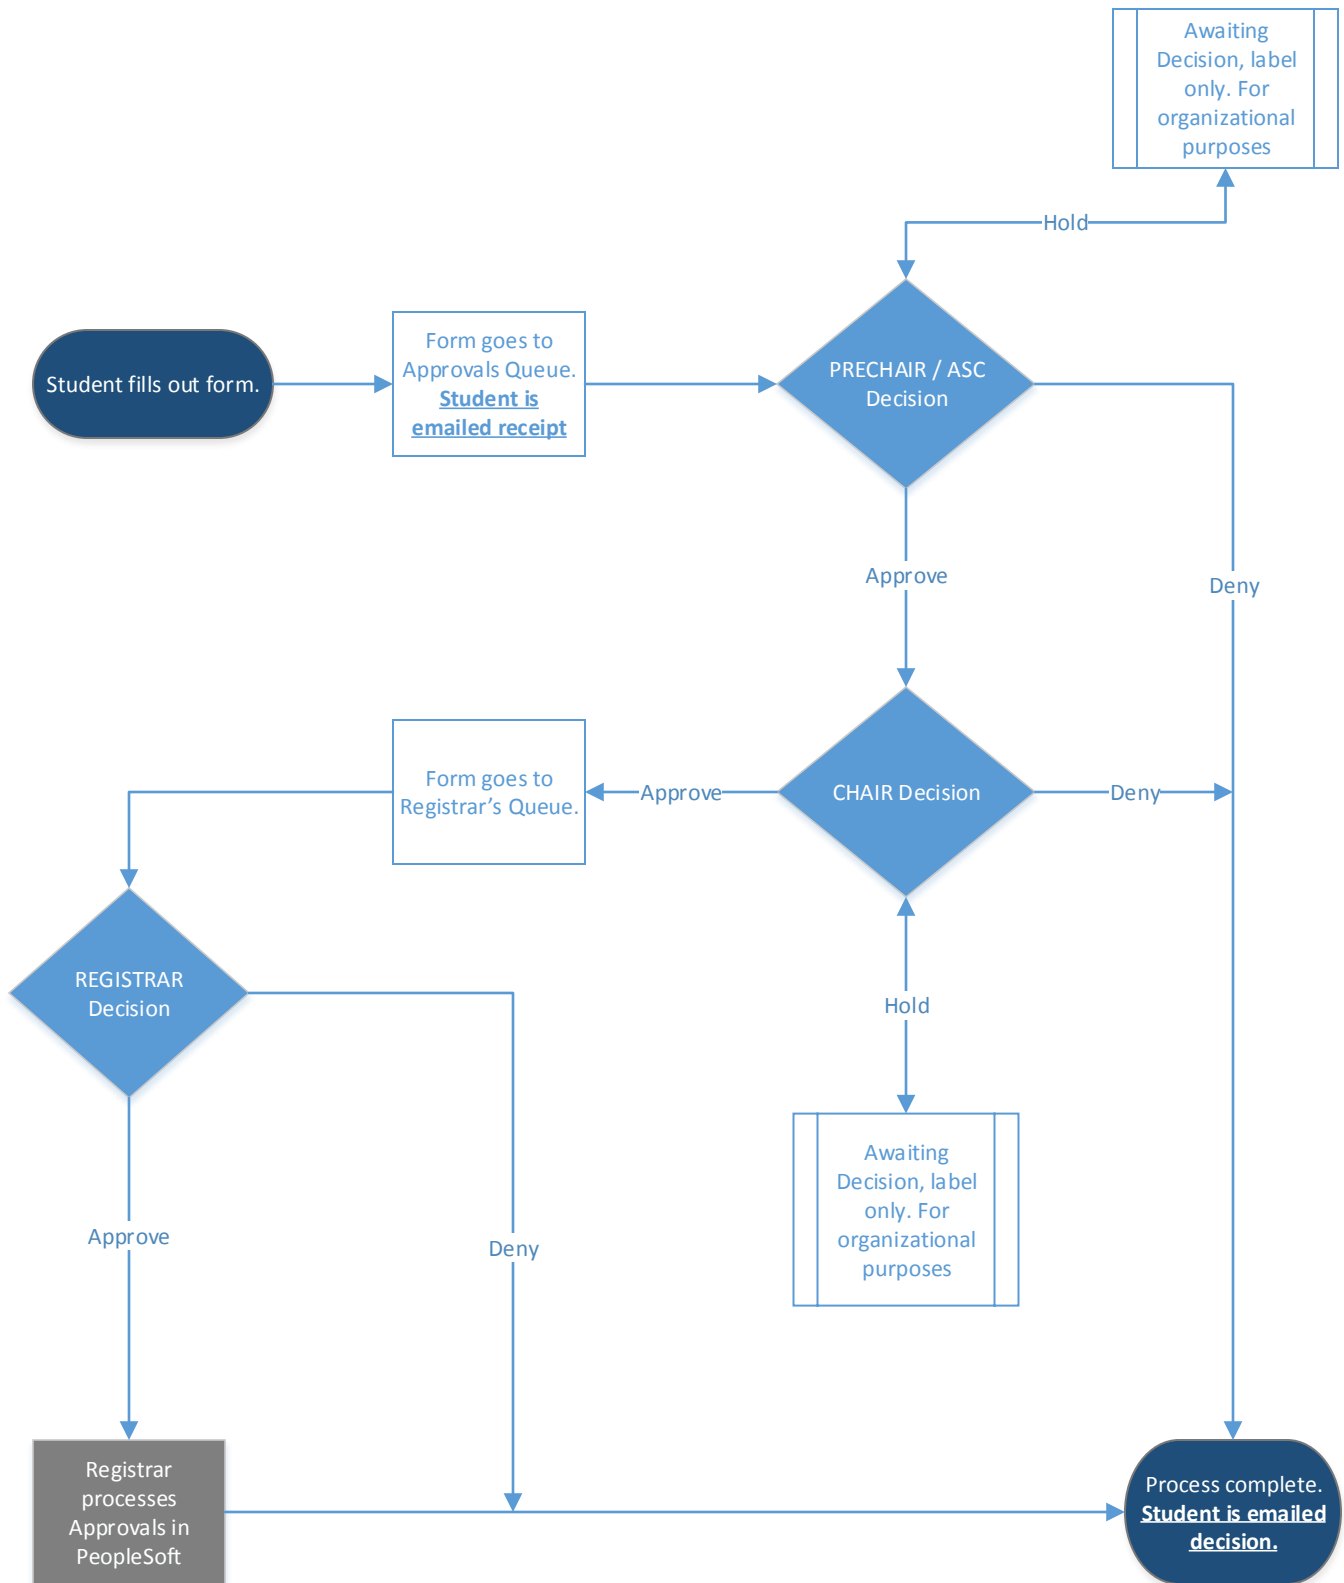 Awaiting
Decision, label
only. For
organizational
purposes
Hold
Student fills out form.
Form goes to
Approvals Queue.
Student is
emailed receipt
PRECHAIR / ASC
Decision
Approve
Deny
Form goes to
Registrar’s Queue.
Approve
CHAIR Decision
Deny
REGISTRAR
Decision
Hold
Awaiting
Decision, label
only. For
organizational
purposes
Approve
Deny
Registrar
processes
Approvals in
PeopleSoft
Process complete.
Student is emailed
decision.